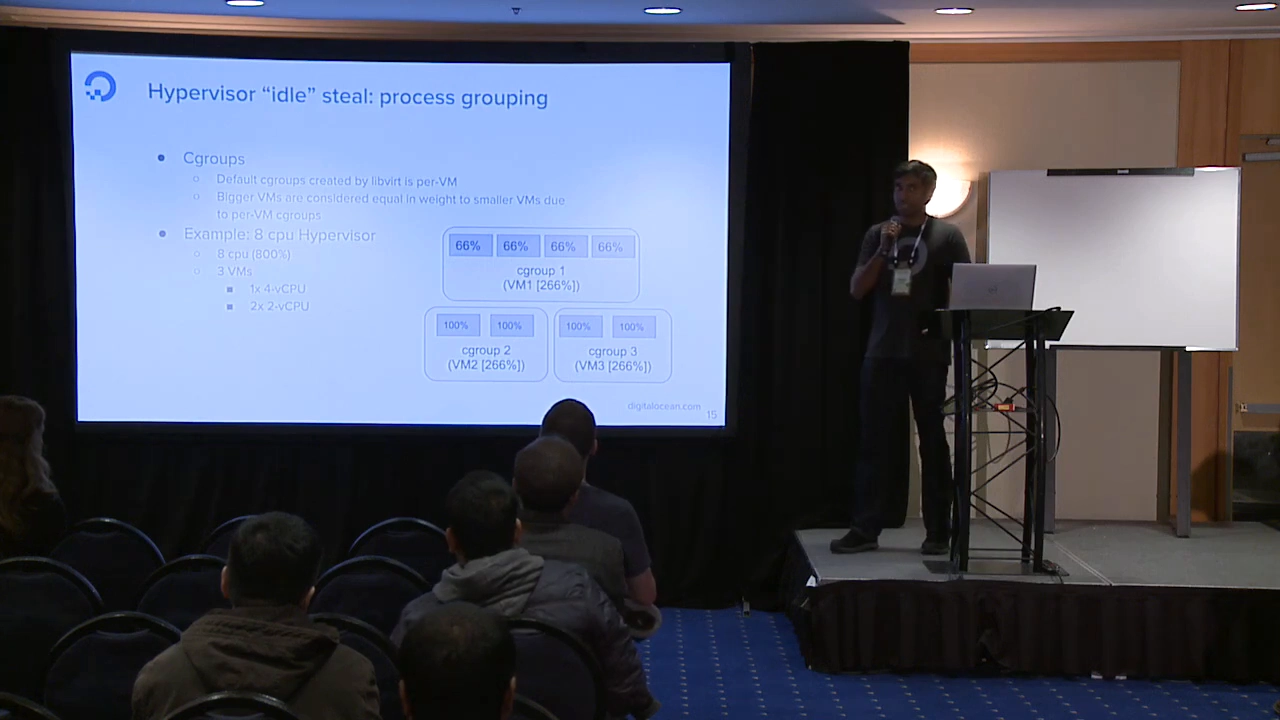 Hypervisor “idle” steal: process grouping
Cgroups
Default cgroups created by libvirt is per-VM
Bigger VMs are considered equal in weight to smaller VMs due
to per-VM cgroups
Example: 8 cpu Hypervisor
8 cpu (800%)
3 VMs
1x 4-vCPU
2x 2-vCPU
66% 66% 66% 66%
cgroup 1
(VM1 [266%])
100% 100%
cgroup 2
(VM2 [266%])
100% 100%
cgroup 3
(VM3 [266%])
digitalocean.com
15